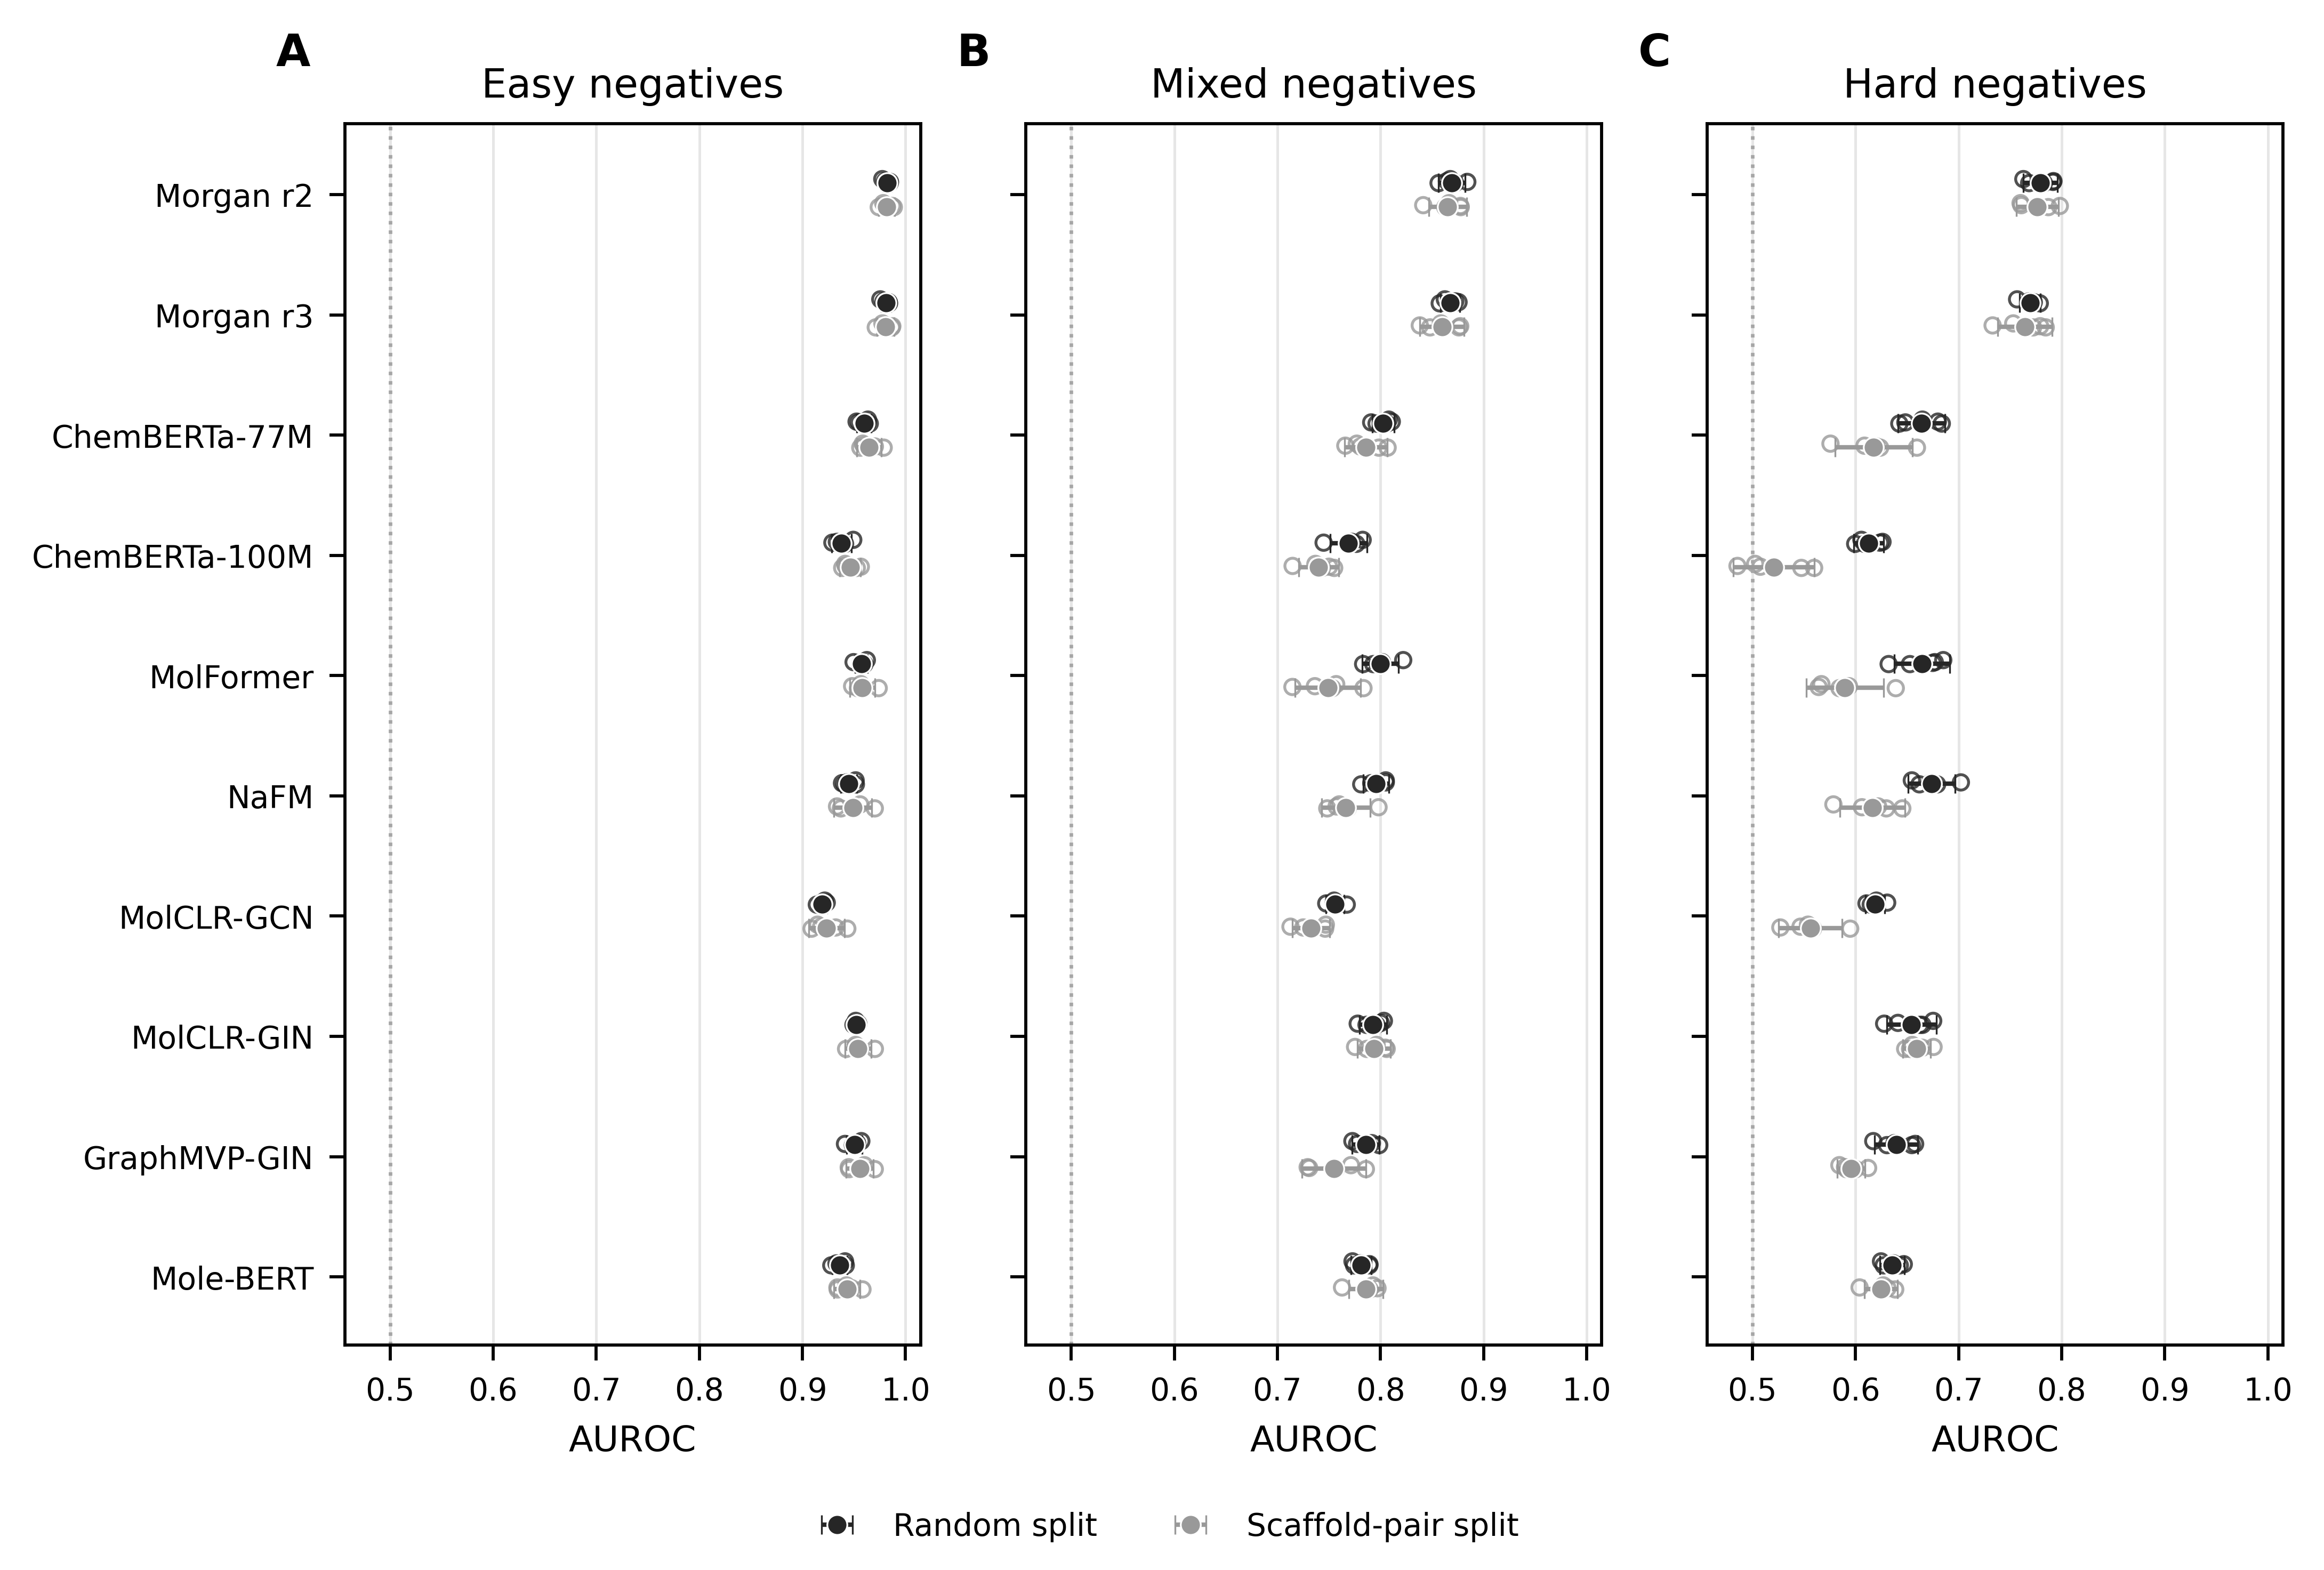 A
B
C
Easy negatives
Mixed negatives
Hard negatives
Morgan r2
Morgan r3
ChemBERTa-77M
ChemBERTa-100M
MolFormer
NaFM
MolCLR-GCN
MolCLR-GIN
GraphMVP-GIN
Mole-BERT
0.5 0.6 0.7 0.8 0.9 1.0
0.5 0.6 0.7 0.8 0.9 1.0
0.5 0.6 0.7 0.8 0.9 1.0
AUROC
AUROC
AUROC
Random split
Scaffold-pair split